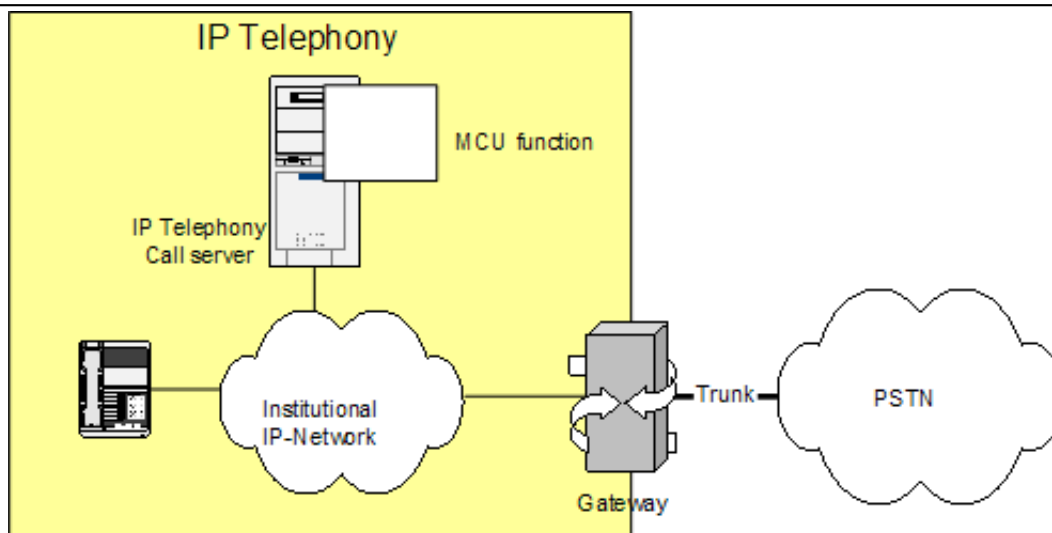 IP Telephony
MCU function
IP Telephony
Call server
Institutional
IP-Network
Gateway
Trunk
PSTN